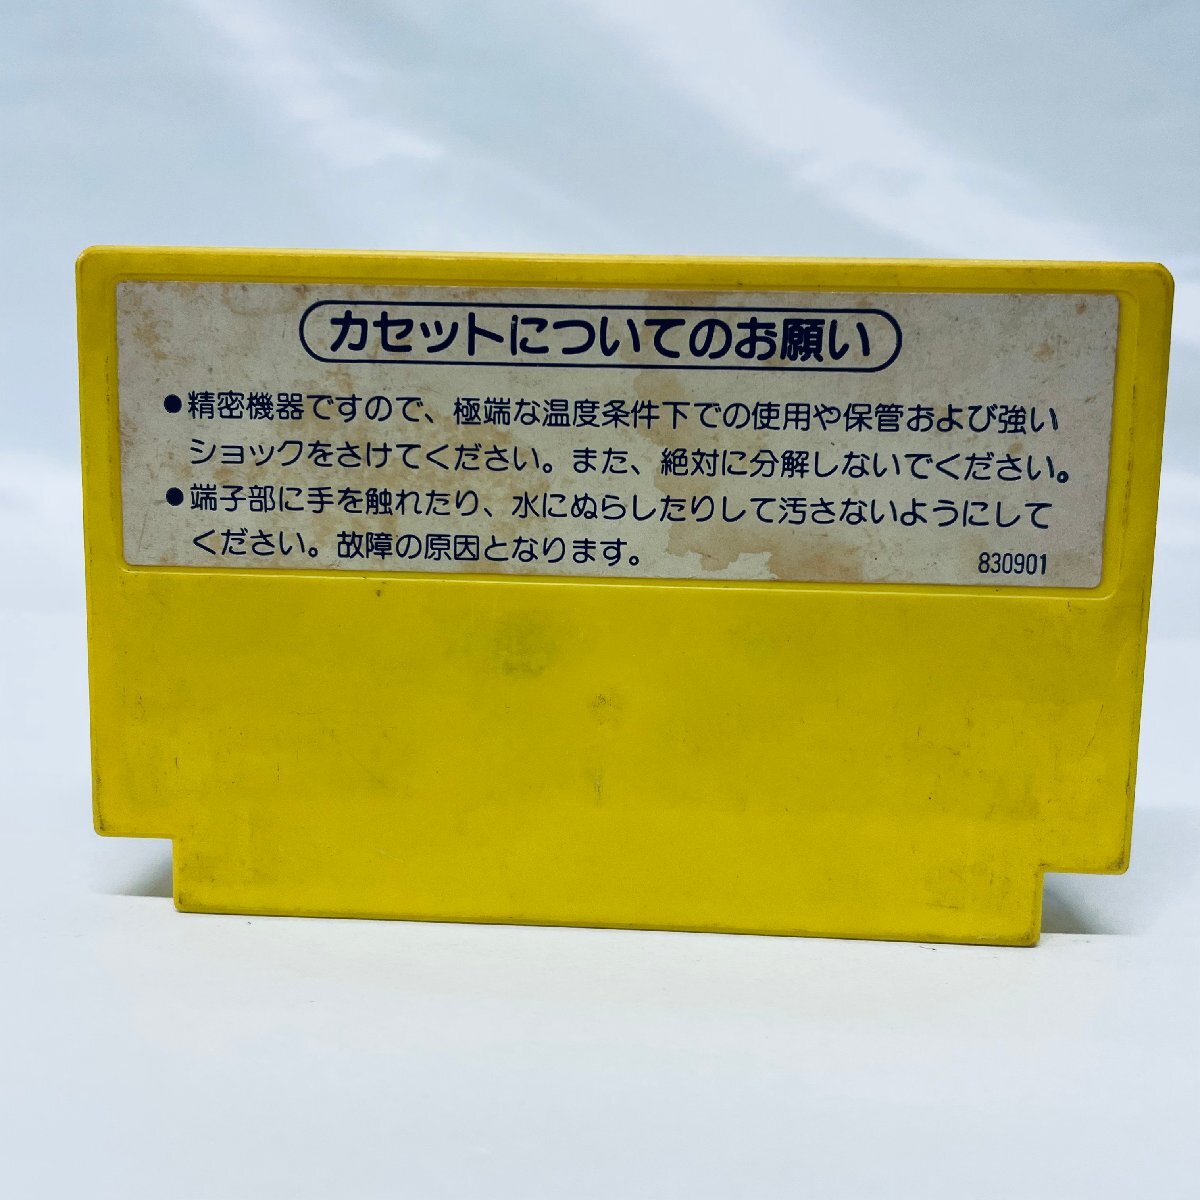 カセットについてのお願い
●精密機器ですので、極端な温度条件下での使用や保管および強い
ショックをさけてください。また、絶対に分解しないでください。
●端子部に手を触れたり、水にぬらしたりして汚さないようにして
ください。故障の原因となります。
830901